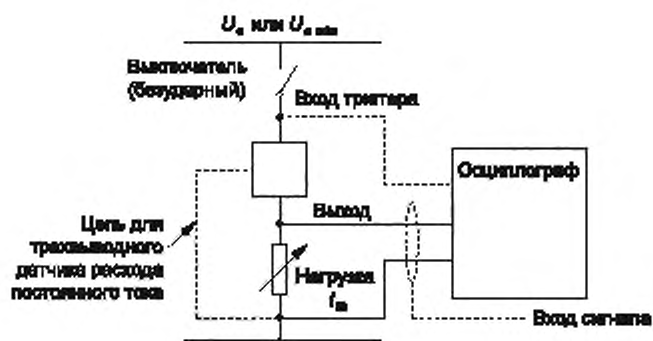 Uₑ или Uₑ min
Выключатель
(безударный)
Вход триггера
Осциллограф
Выход
Цепь для
трехвыводного
датчика расхода
постоянного тока
Нагрузка
Вход сигнала